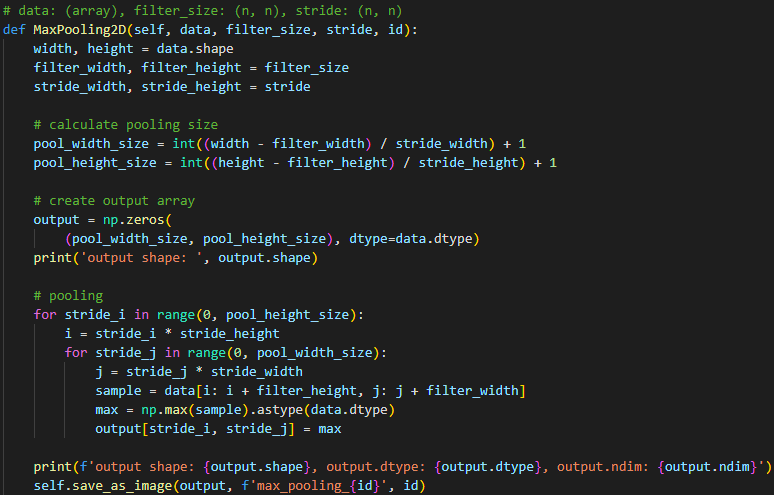 # data: (array), filter_size: (n, n), stride: (n, n)
def MaxPooling2D(self, data, filter_size, stride, id):
    width, height = data.shape
    filter_width, filter_height = filter_size
    stride_width, stride_height = stride

    # calculate pooling size
    pool_width_size = int((width - filter_width) / stride_width) + 1
    pool_height_size = int((height - filter_height) / stride_height) + 1

    # create output array
    output = np.zeros(
        (pool_width_size, pool_height_size), dtype=data.dtype)
    print('output shape: ', output.shape)

    # pooling
    for stride_i in range(0, pool_height_size):
        i = stride_i * stride_height
        for stride_j in range(0, pool_width_size):
            j = stride_j * stride_width
            sample = data[i: i + filter_height, j: j + filter_width]
            max = np.max(sample).astype(data.dtype)
            output[stride_i, stride_j] = max

    print(f'output shape: {output.shape}, output.dtype: {output.dtype}, output.ndim: {output.ndim}')
    self.save_as_image(output, f'max_pooling_{id}', id)